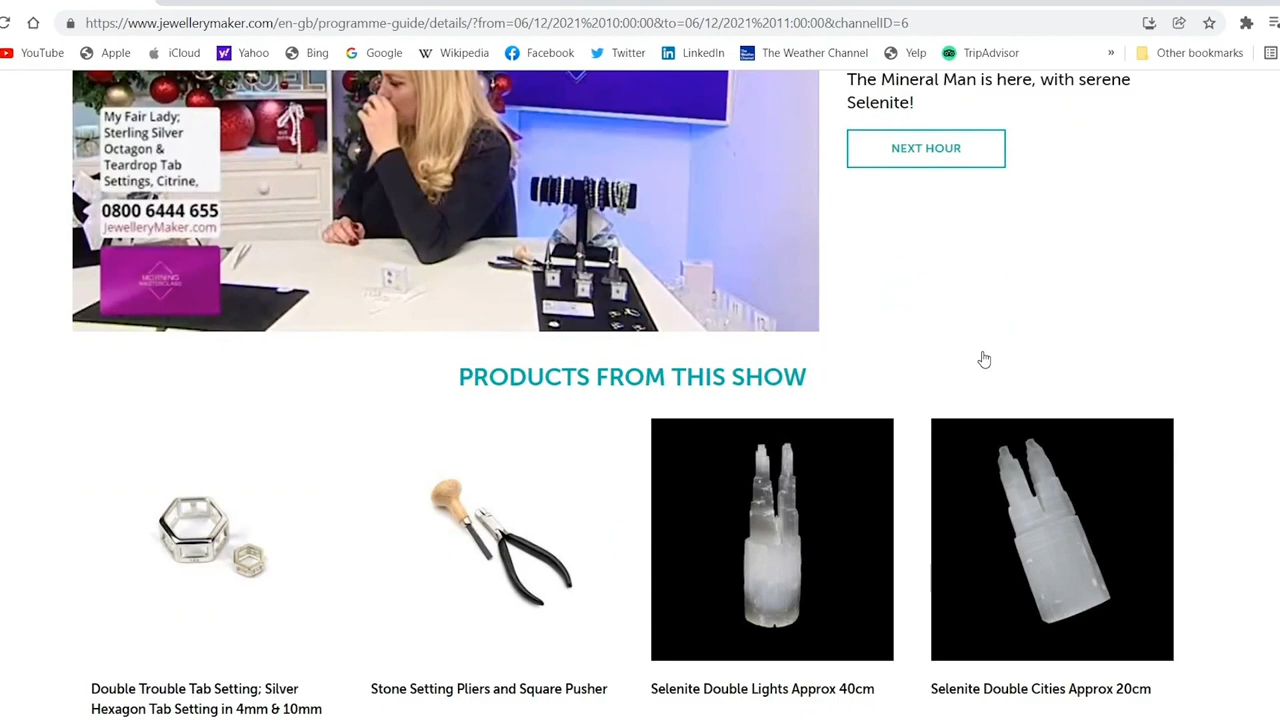 https://www.jewellerymaker.com/en-gb/programme-guide/details/?from=06/12/2021%2010:00:00&to=06/12/2021%2011:00:00&channelID=6
YouTube Apple iCloud Yahoo Bing Google Wikipedia Facebook Twitter LinkedIn The Weather Channel Yelp TripAdvisor » Other bookmarks
NOEL
The Mineral Man is here, with serene
Selenite!
NEXT HOUR
My Fair Lady;
Sterling Silver
Octagon &
Teardrop Tab
Settings, Citrine,
0800 6444 655
JewelleryMaker.com
MORNING
MASTERCLASS
PRODUCTS FROM THIS SHOW
Double Trouble Tab Setting; Silver
Hexagon Tab Setting in 4mm & 10mm
Stone Setting Pliers and Square Pusher
Selenite Double Lights Approx 40cm
Selenite Double Cities Approx 20cm